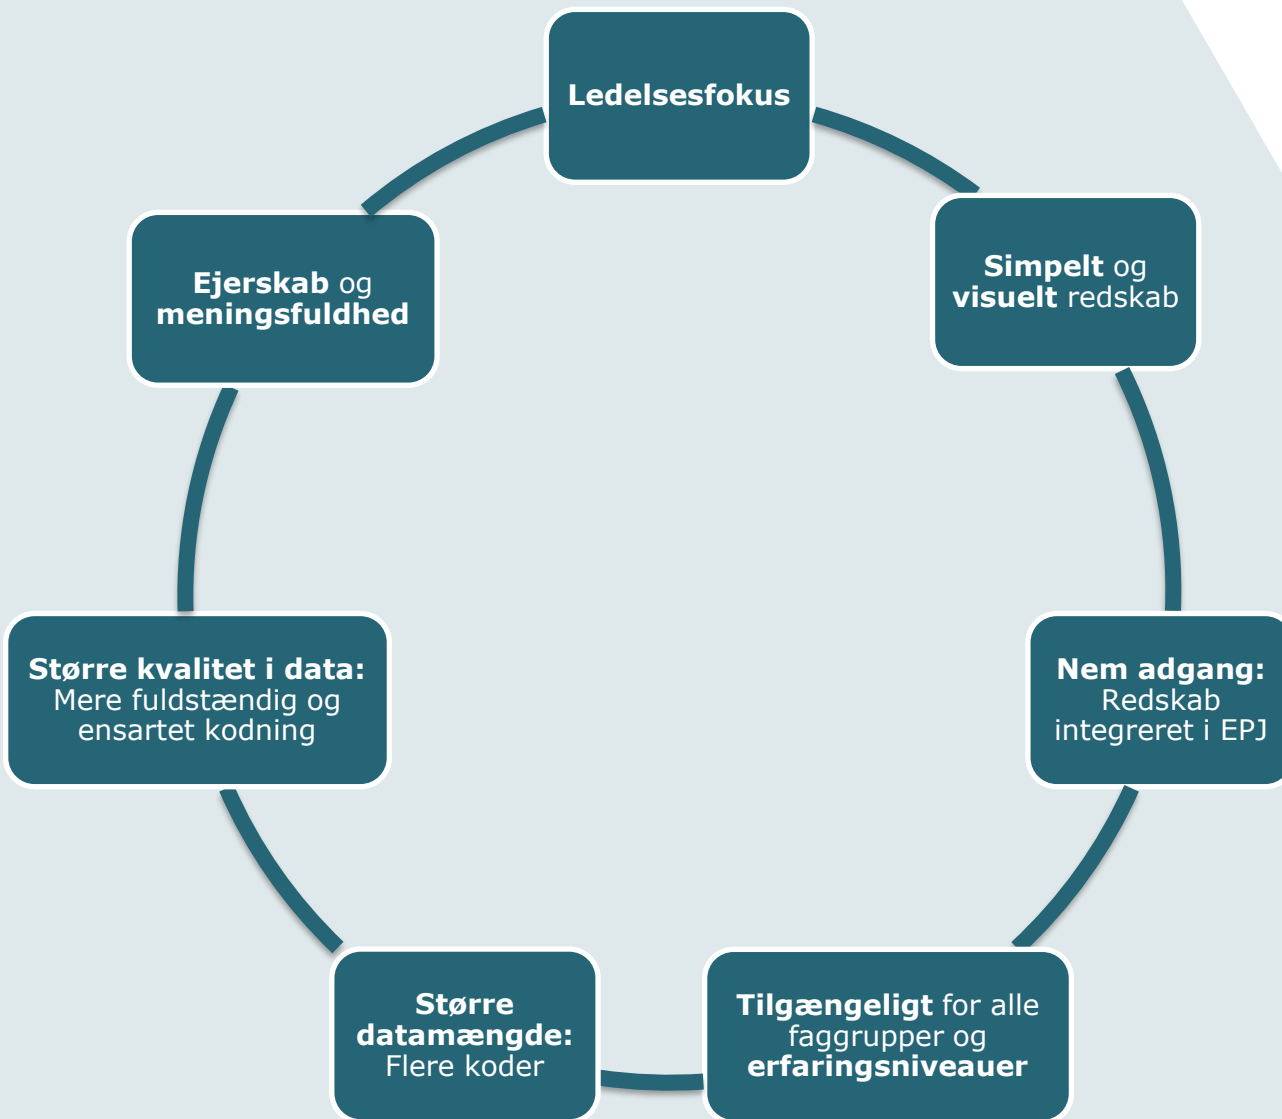 Ledelsesfokus
Simpelt og
visuelt redskab
Nem adgang:
Redskab
integreret i EPJ
Tilgængeligt for alle
faggrupper og
erfaringsniveauer
Større
datamængde:
Flere koder
Større kvalitet i data:
Mere fuldstændig og
ensartet kodning
Ejerskab og
meningsfuldhed